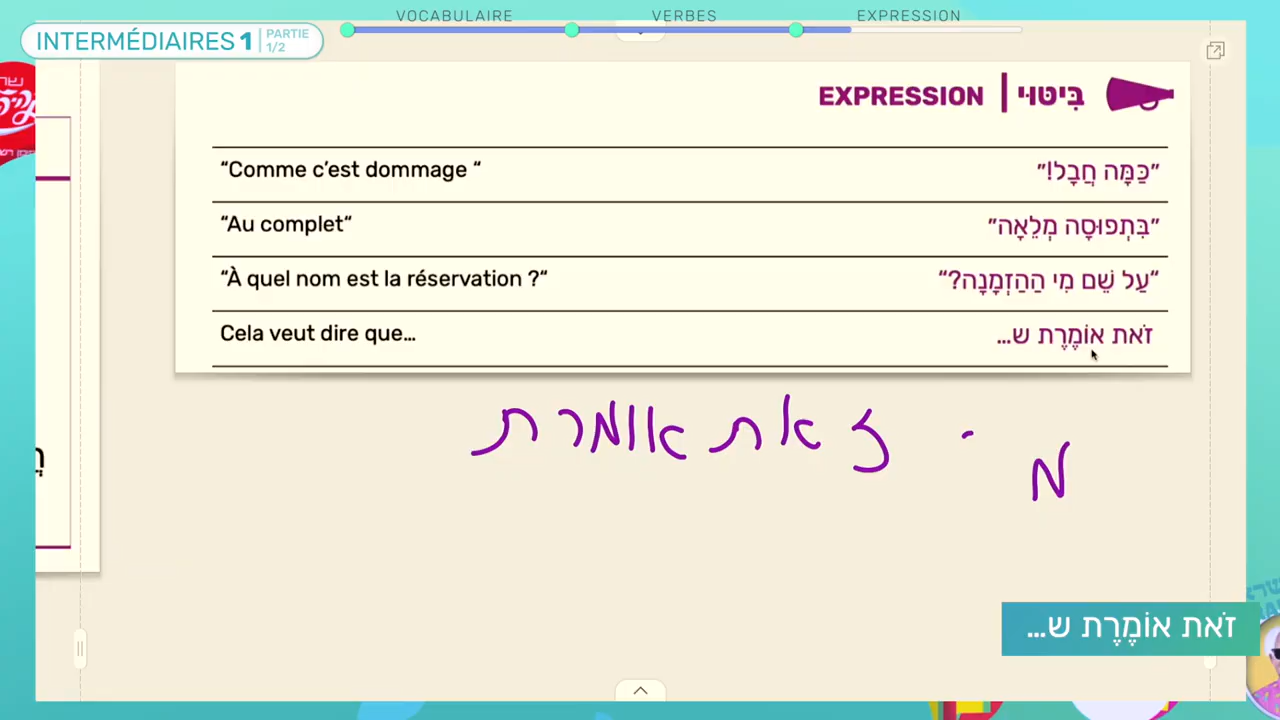 VOCABULAIRE VERBES EXPRESSION
INTERMÉDIAIRES 1 PARTIE 1/2
EXPRESSION | בִּיטּוּי
"Comme c'est dommage " "כַּמָּה חֲבָל!"
"Au complet" "בִּתְפוּסָה מְלֵאָה"
"À quel nom est la réservation ?" "עַל שֵׁם מִי הַהַזְמָנָה?"
Cela veut dire que... זֹאת אוֹמֶרֶת ש...
זאת אומרת
מ
זֹאת אוֹמֶרֶת ש...